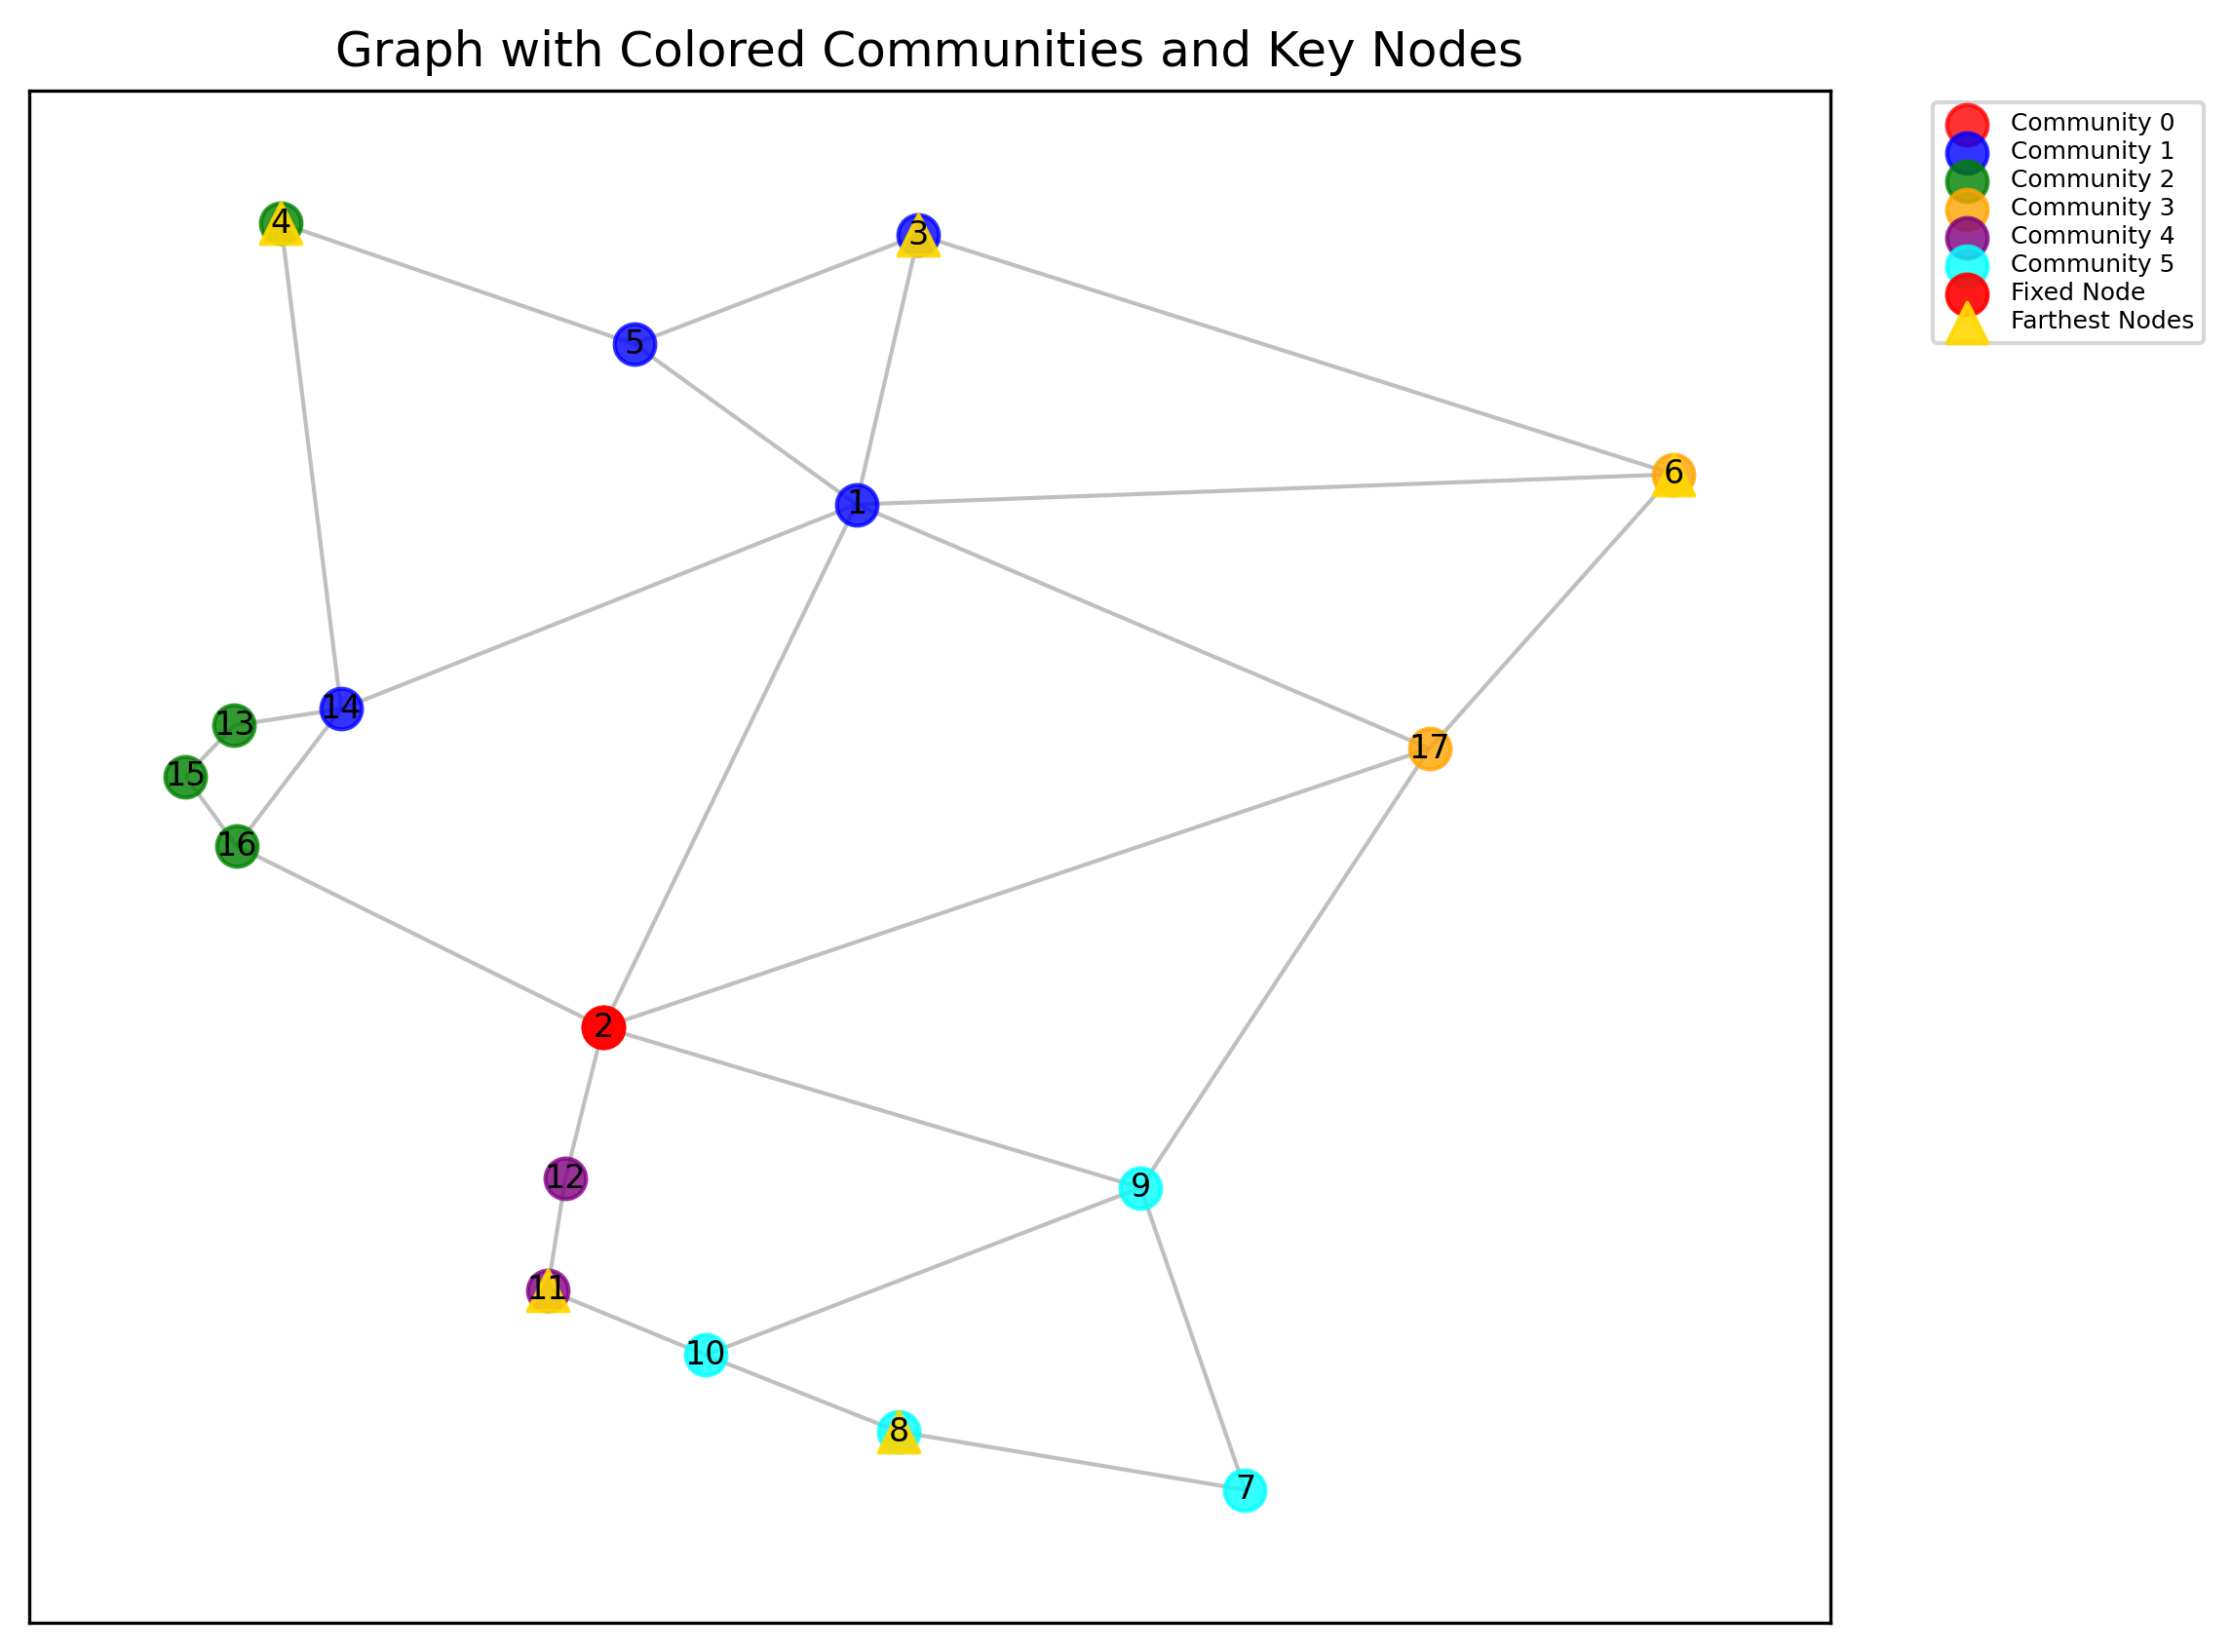 Graph with Colored Communities and Key Nodes
Community 0
Community 1
Community 2
Community 3
Community 4
Community 5
Fixed Node
Farthest Nodes
4
3
5
6
1
14
13
17
15
16
2
12
9
11
10
8
7